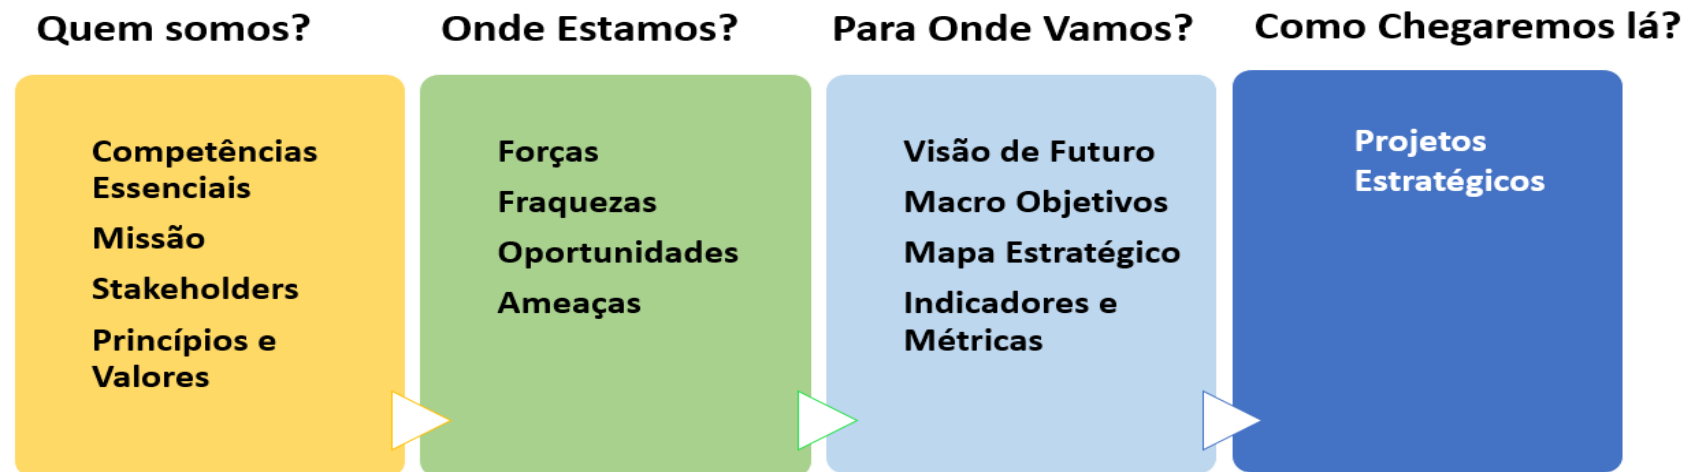 Quem somos?
Onde Estamos?
Para Onde Vamos?
Como Chegaremos lá?
Competências
Essenciais
Missão
Stakeholders
Princípios e
Valores
Forças
Fraquezas
Oportunidades
Ameaças
Visão de Futuro
Macro Objetivos
Mapa Estratégico
Indicadores e
Métricas
Projetos
Estratégicos